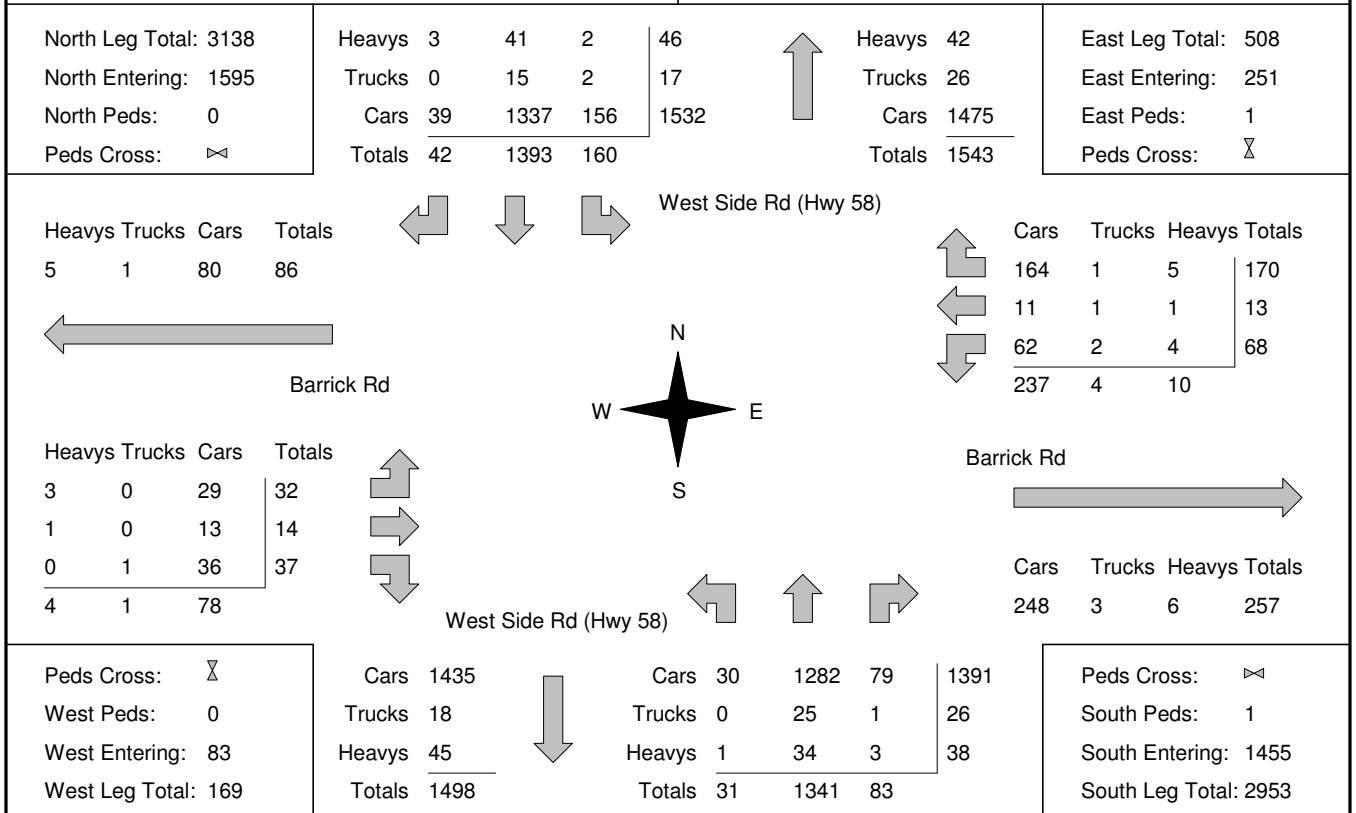 North Leg Total: 3138
North Entering: 1595
North Peds: 0
Peds Cross:
Heavys 3 41 2 46
Trucks 0 15 2 17
Cars 39 1337 156 1532
Totals 42 1393 160
Heavys 42
Trucks 26
Cars 1475
Totals 1543
East Leg Total: 508
East Entering: 251
East Peds: 1
Peds Cross:
West Side Rd (Hwy 58)
Heavys Trucks Cars Totals
5 1 80 86
Barrick Rd
Cars Trucks Heavys Totals
164 1 5 170
11 1 1 13
62 2 4 68
237 4 10
N
W E
S
Heavys Trucks Cars Totals
3 0 29 32
1 0 13 14
0 1 36 37
4 1 78
Barrick Rd
Cars Trucks Heavys Totals
248 3 6 257
West Side Rd (Hwy 58)
Peds Cross:
West Peds: 0
West Entering: 83
West Leg Total: 169
Cars 1435
Trucks 18
Heavys 45
Totals 1498
Cars 30 1282 79 1391
Trucks 0 25 1 26
Heavys 1 34 3 38
Totals 31 1341 83
Peds Cross:
South Peds: 1
South Entering: 1455
South Leg Total: 2953